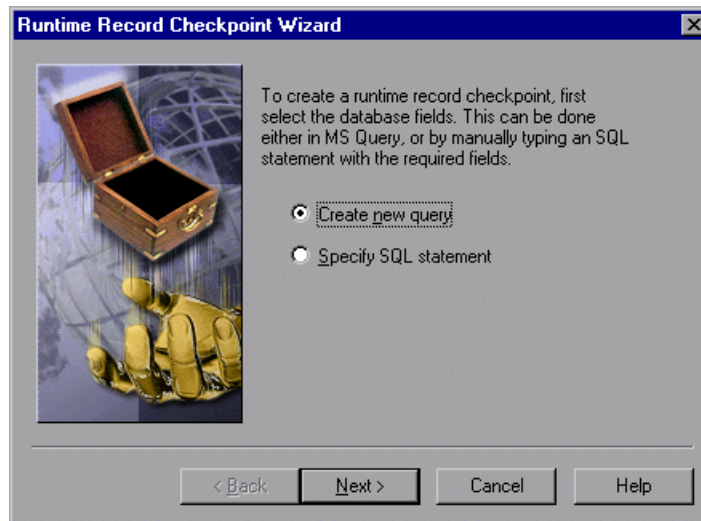 Runtime Record Checkpoint Wizard
To create a runtime record checkpoint, first
select the database fields. This can be done
either in MS Query, or by manually typing an SQL
statement with the required fields.
Create new query
Specify SQL statement
< Back
Next >
Cancel
Help